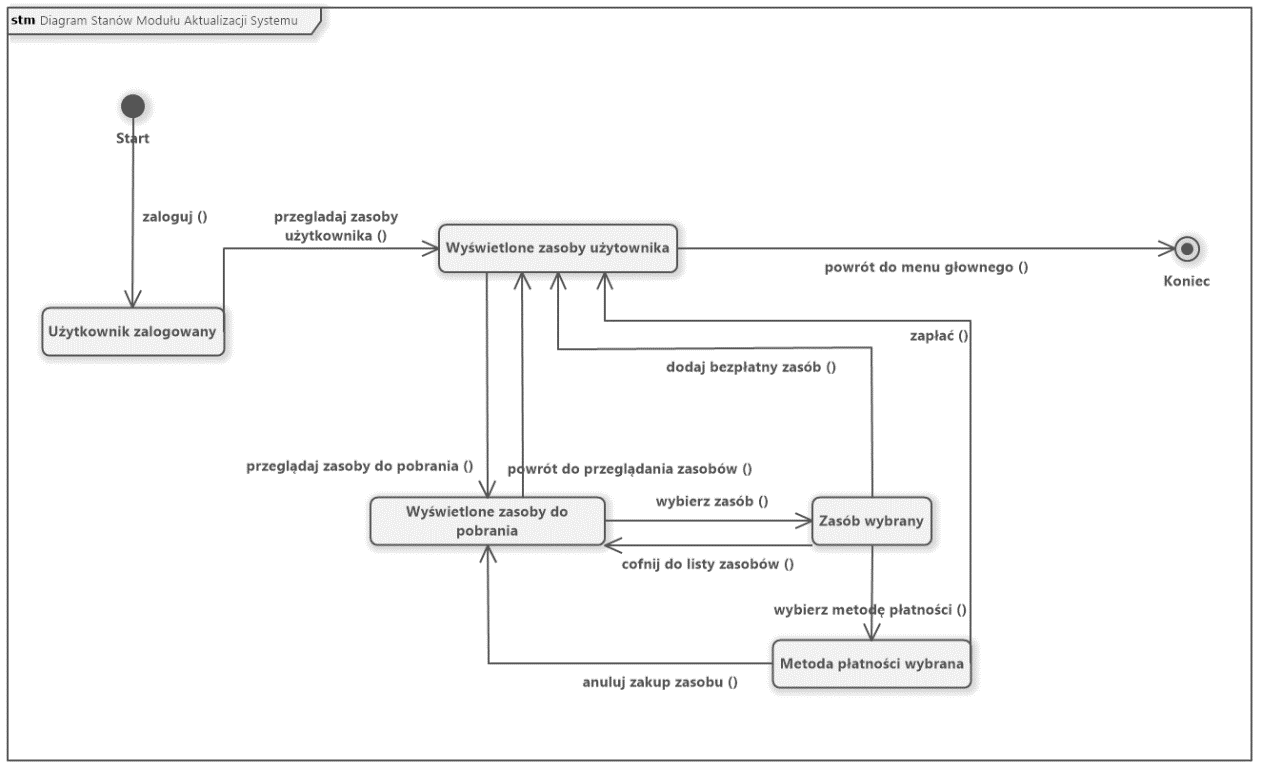 stm Diagram Stanów Modułu Aktualizacji Systemu
Start
zaloguj ()
przegladaj zasoby
użytkownika ()
Wyświetlone zasoby użytownika
powrót do menu głownego ()
Koniec
Użytkownik zalogowany
zapłać ()
dodaj bezpłatny zasób ()
przeglądaj zasoby do pobrania ()
powrót do przeglądania zasobów ()
wybierz zasób ()
Wyświetlone zasoby do
pobrania
Zasób wybrany
cofnij do listy zasobów ()
wybierz metodę płatności ()
Metoda płatności wybrana
anuluj zakup zasobu ()